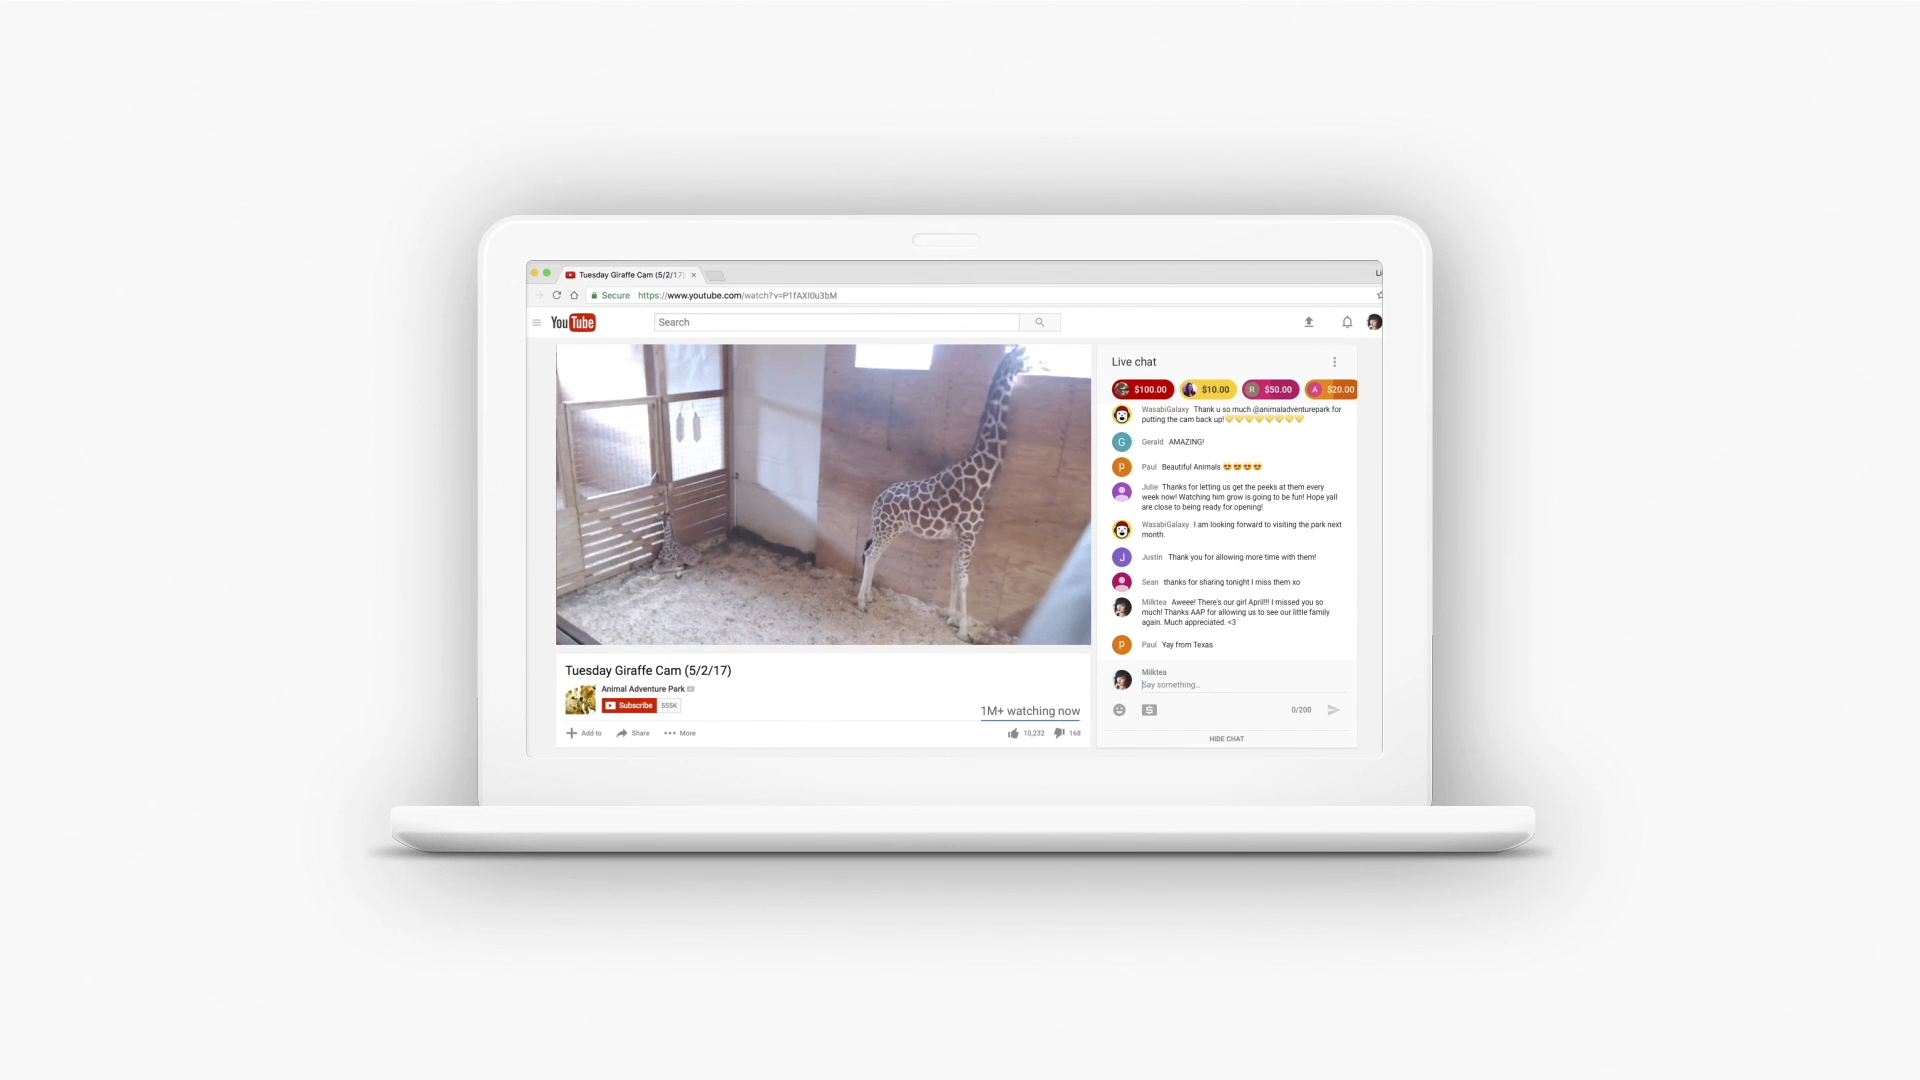 Tuesday Giraffe Cam (5/2/17)
Li
Secure https://www.youtube.com/watch?v=P1fAXI0u3bM
YouTube
Search
Live chat
$100.00
$10.00
R $50.00
A $20.00
WasabiGalaxy Thank u so much @animaladventurepark for
putting the cam back up!💛💛💛💛💛💛💛💛
G Gerald AMAZING!
P Paul Beautiful Animals 😍😍😍😍
Julie Thanks for letting us get the peeks at them every
week now! Watching him grow is going to be fun! Hope yall
are close to being ready for opening!
WasabiGalaxy I am looking forward to visiting the park next
month.
J Justin Thank you for allowing more time with them!
Sean thanks for sharing tonight I miss them xo
Milktea Aweee! There's our girl April!!! I missed you so
much! Thanks AAP for allowing us to see our little family
again. Much appreciated. <3
P Paul Yay from Texas
Milktea
Say something...
0/200
HIDE CHAT
Tuesday Giraffe Cam (5/2/17)
Animal Adventure Park
Subscribe 555K
1M+ watching now
Add to
Share
More
10,232
168